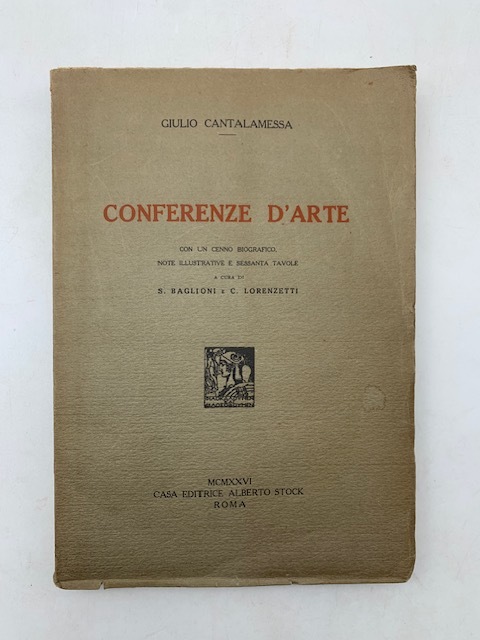 GIULIO CANTALAMESSA
CONFERENZE D'ARTE
CON UN CENNO BIOGRAFICO,
NOTE ILLUSTRATIVE E SESSANTA TAVOLE
A CURA DI
S. BAGLIONI E C. LORENZETTI
MCMXXVI
CASA EDITRICE ALBERTO STOCK
ROMA